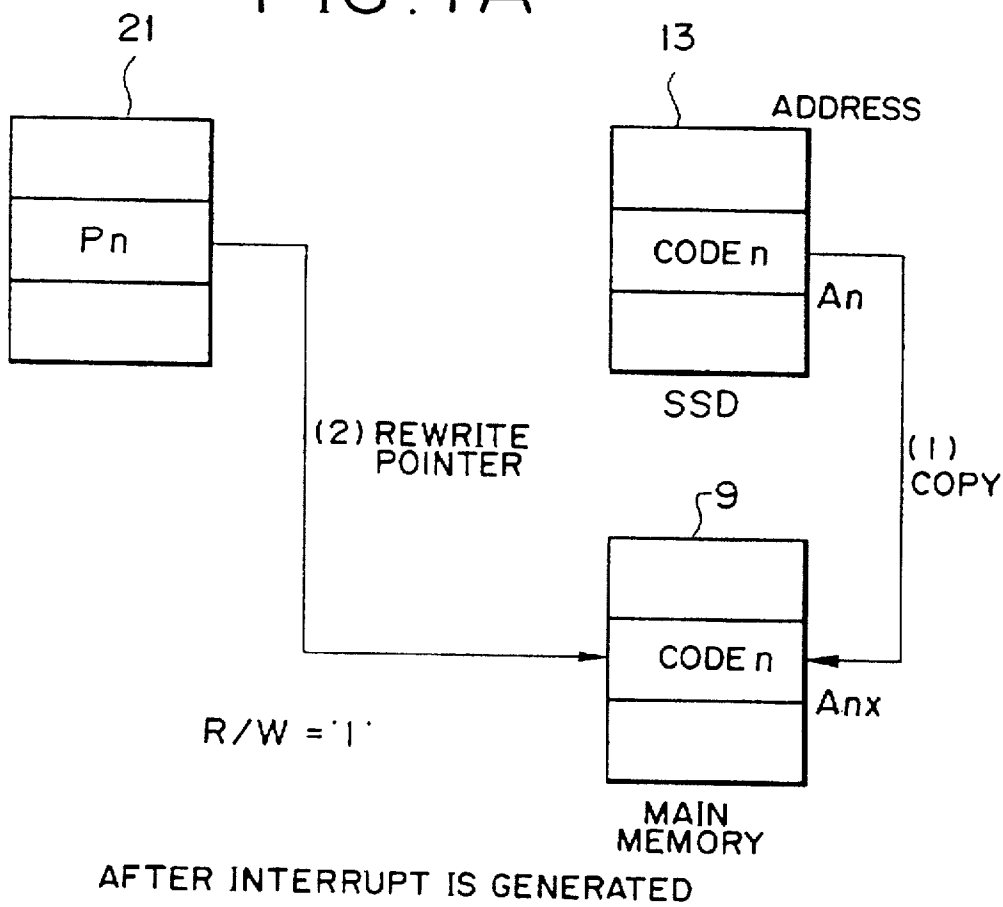 21
13
ADDRESS
Pn
CODE n
An
SSD
(2) REWRITE
POINTER
(1)
COPY
9
CODE n
Anx
R/W = '1'
MAIN
MEMORY
AFTER INTERRUPT IS GENERATED